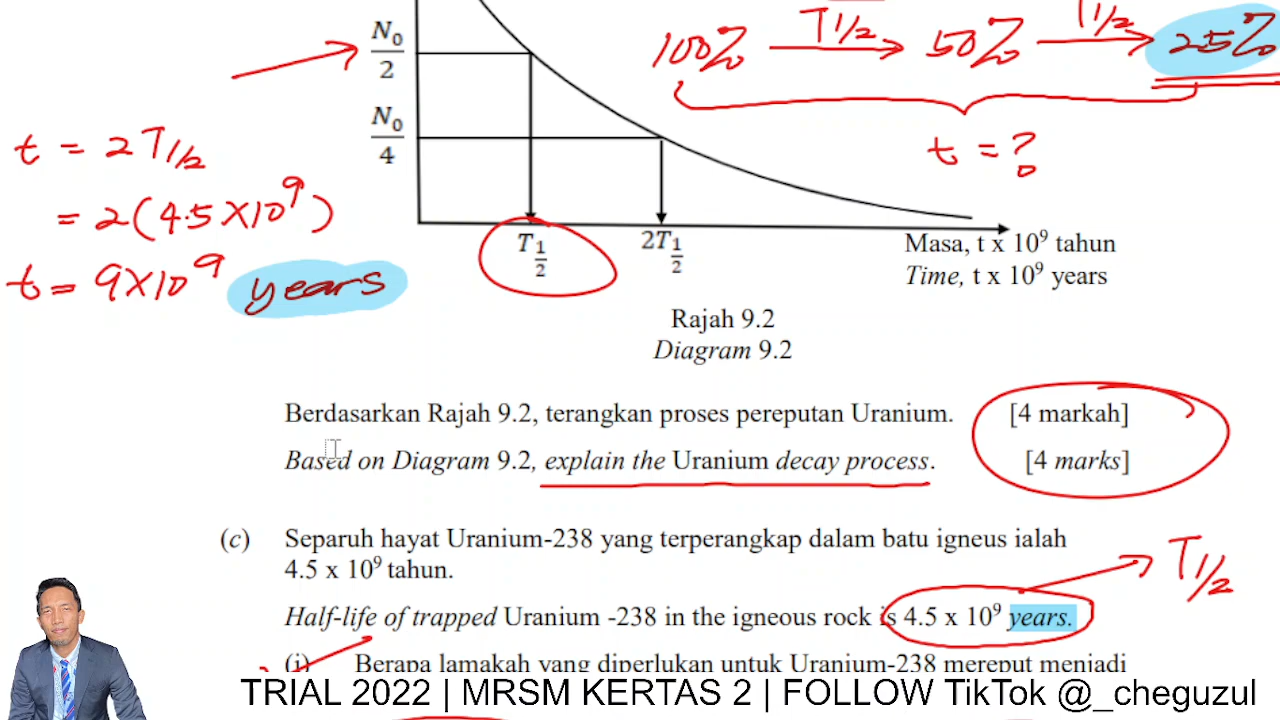 N₀/2
100% T1/2 50% T1/2 25%
N₀/4
t = ?
t = 2T1/2
= 2(4.5×10⁹)
t = 9×10⁹ years
T1/2
2T1/2
Masa, t x 10⁹ tahun
Time, t x 10⁹ years
Rajah 9.2
Diagram 9.2
Berdasarkan Rajah 9.2, terangkan proses pereputan Uranium. [4 markah]
Based on Diagram 9.2, explain the Uranium decay process. [4 marks]
(c) Separuh hayat Uranium-238 yang terperangkap dalam batu igneus ialah
4.5 x 10⁹ tahun.
T1/2
Half-life of trapped Uranium -238 in the igneous rock is 4.5 x 10⁹ years.
(i) Berapa lamakah yang diperlukan untuk Uranium-238 mereput menjadi
TRIAL 2022 | MRSM KERTAS 2 | FOLLOW TikTok @_cheguzul